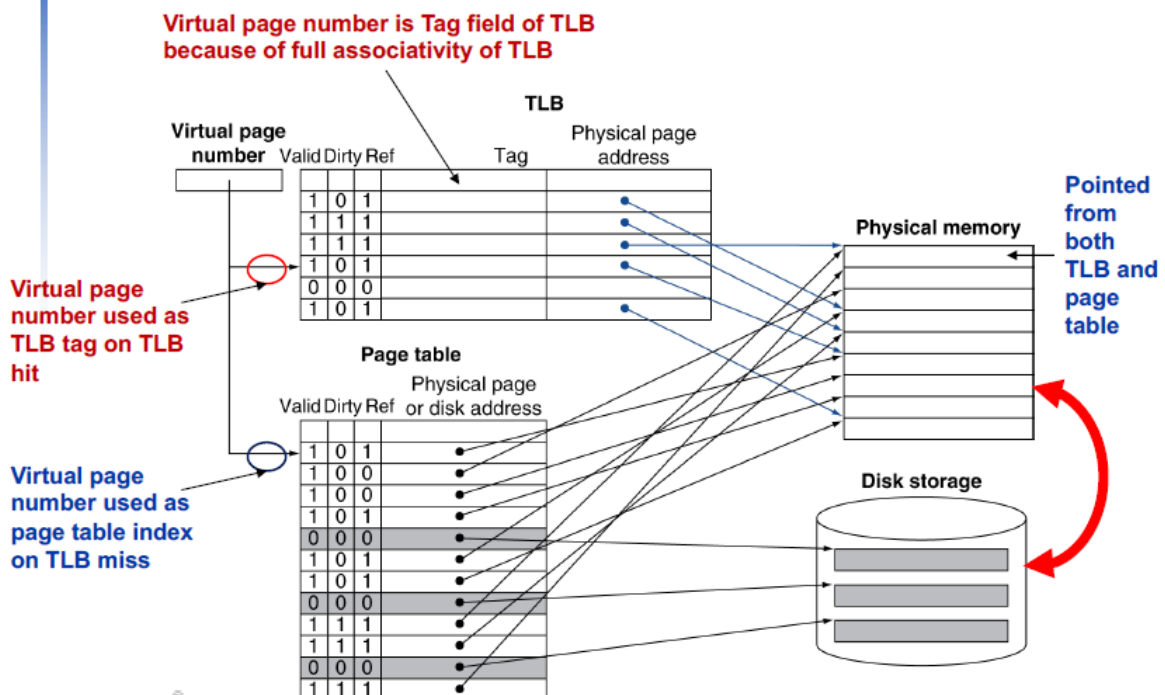 Virtual page number is Tag field of TLB
because of full associativity of TLB
TLB
Virtual page
number
Valid Dirty Ref
Tag
Physical page
address
1 0 1
1 1 1
1 1 1
1 0 1
0 0 0
1 0 1
Virtual page
number used as
TLB tag on TLB
hit
Physical memory
Pointed
from
both
TLB and
page
table
Page table
Physical page
or disk address
Valid Dirty Ref
1 0 1
1 0 0
1 0 0
1 0 1
0 0 0
1 0 1
1 0 1
0 0 0
1 1 1
1 1 1
0 0 0
1 1 1
Virtual page
number used as
page table index
on TLB miss
Disk storage